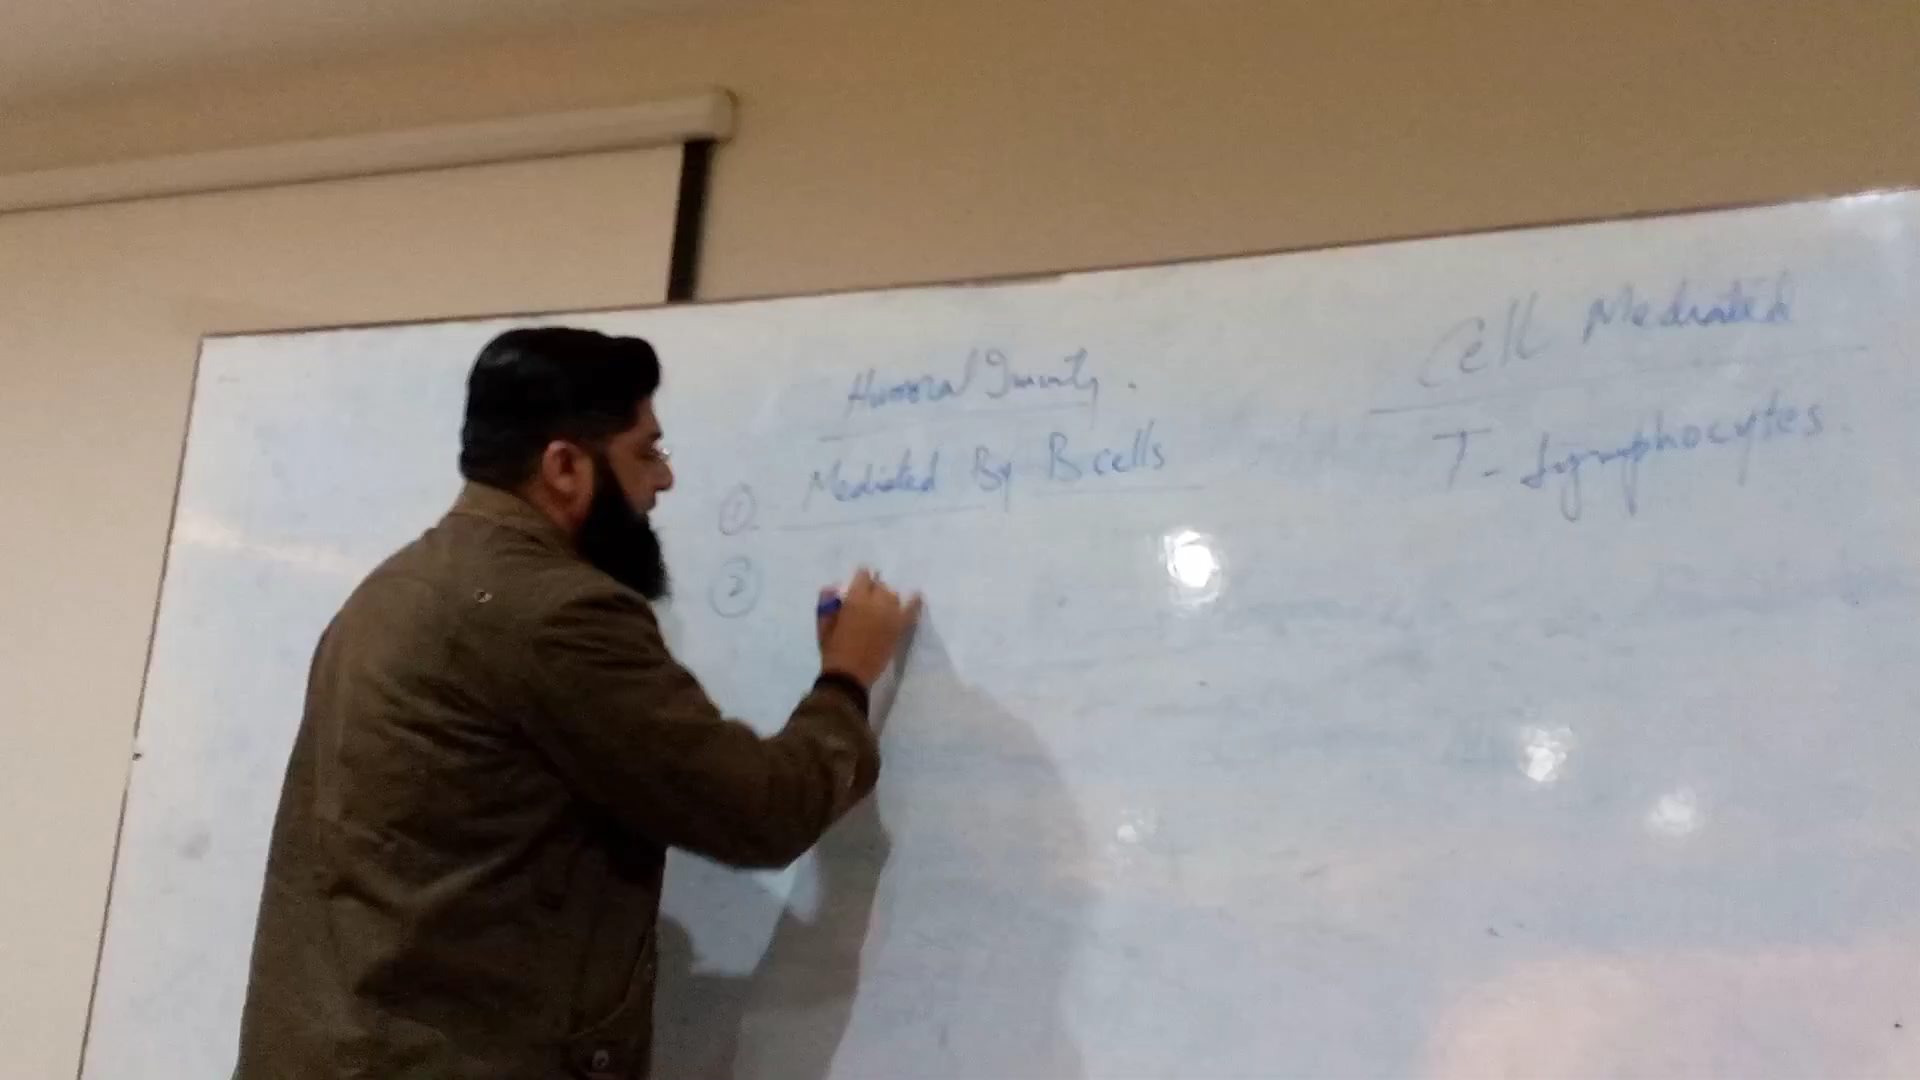 Humoral Immunity.
① Mediated By B cells
②
Cell Mediated
T- Lymphocytes.